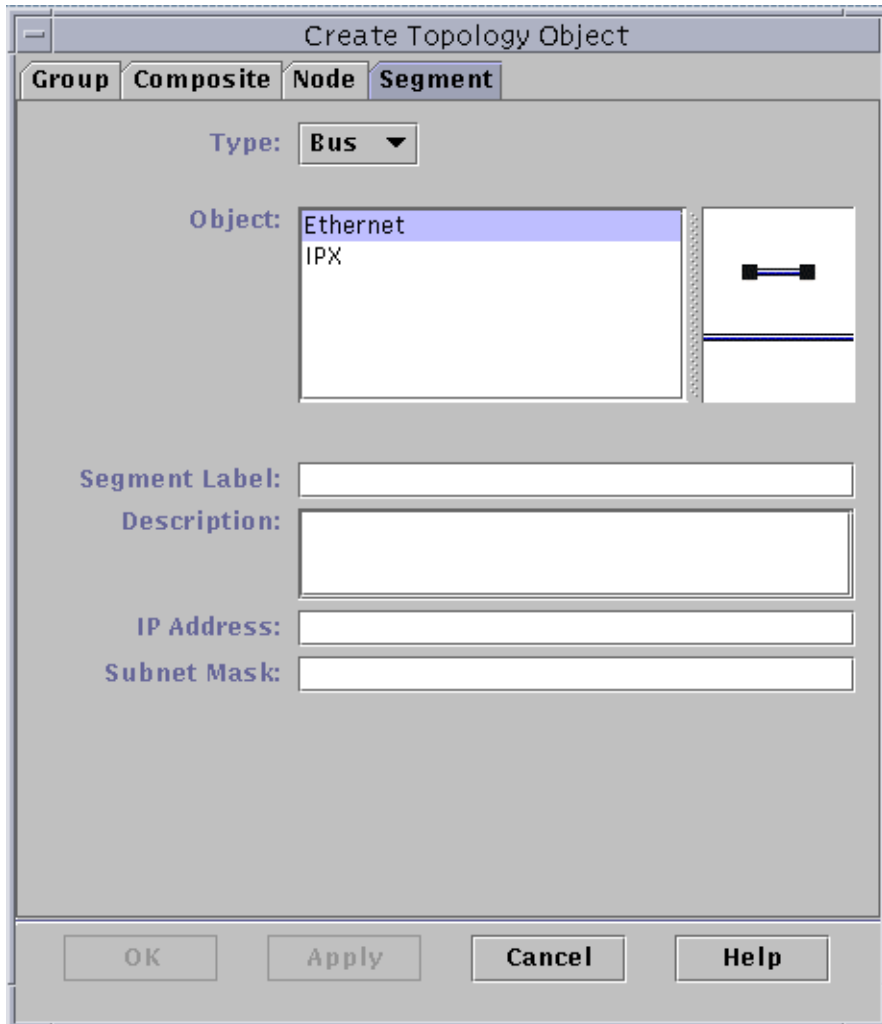 Create Topology Object
Group Composite Node Segment
Type: Bus
Object: Ethernet
IPX
Segment Label:
Description:
IP Address:
Subnet Mask:
OK Apply Cancel Help